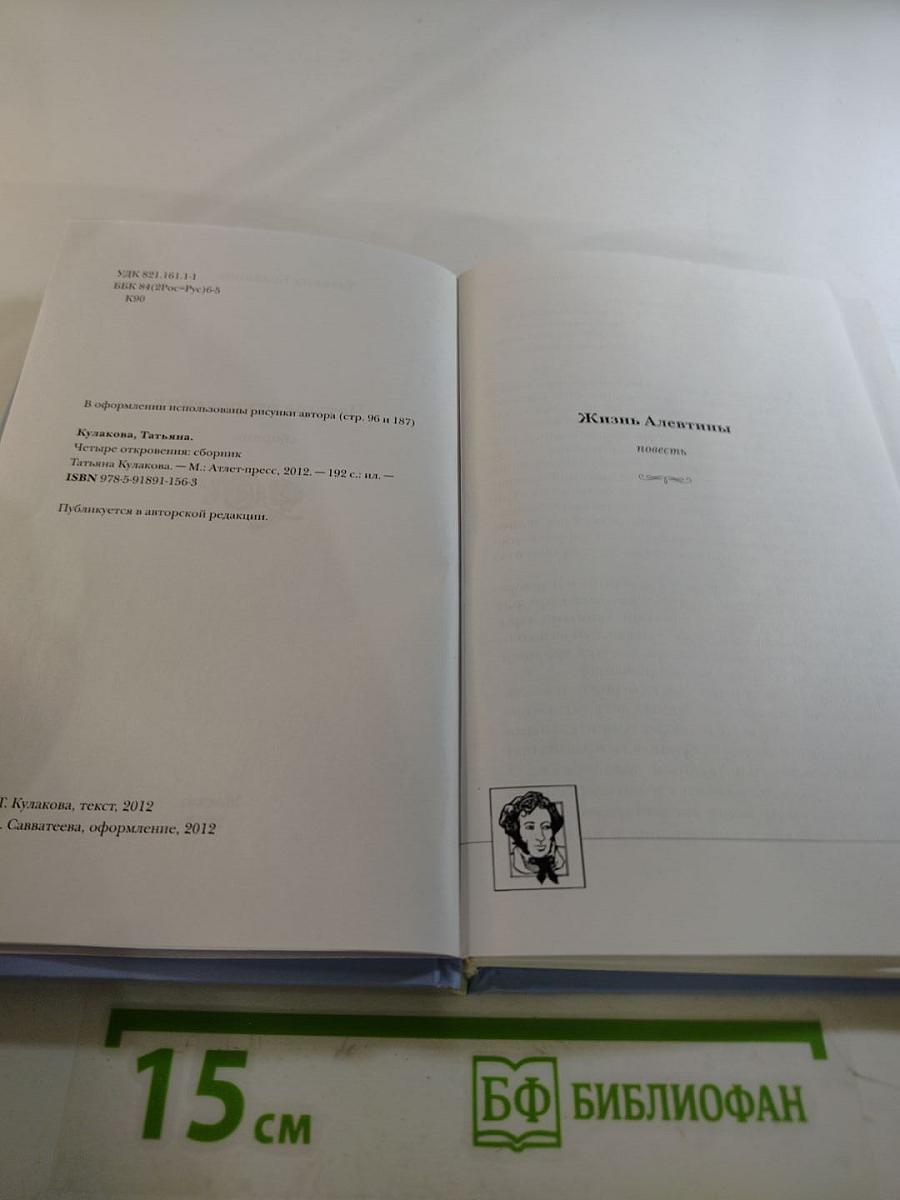 УДК 821.161.1-1
ББК 84(2Рос=Рус)6-5
К90
В оформлении использованы рисунки автора (стр. 96 и 187)
Кулакова, Татьяна.
Четыре откровения: сборник
Татьяна Кулакова. — М.: Атлет-пресс, 2012. — 192 с.: ил. —
ISBN 978-5-91891-156-3
Публикуется в авторской редакции.
Т. Кулакова, текст, 2012
. Савватеева, оформление, 2012
Жизнь Алевтины
повесть
15 см
БФ БИБЛИОФАН